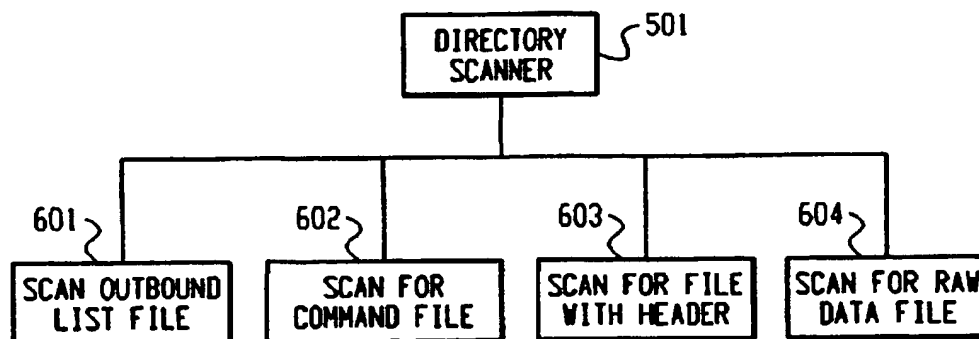 DIRECTORY
SCANNER
501
601
602
603
604
SCAN OUTBOUND
LIST FILE
SCAN FOR
COMMAND FILE
SCAN FOR FILE
WITH HEADER
SCAN FOR RAW
DATA FILE